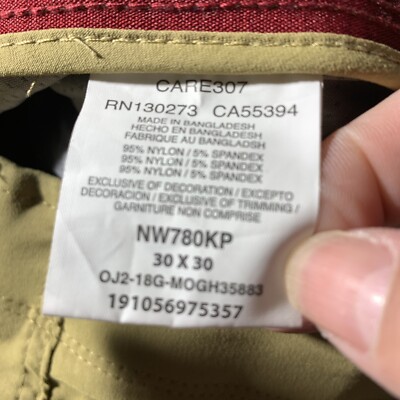 CARE307
RN130273 CA55394
MADE IN BANGLADESH
HECHO EN BANGLADESH
FABRIQUE AU BANGLADSH
95% NYLON / 5% SPANDEX
95% NYLON / 5% SPANDEX
95% NYLON / 5% SPANDEX
EXCLUSIVE OF DECORATION / EXCEPTO
DECORACIÓN / EXCLUSIVE OF TRIMMING /
GARNITURE NON COMPRISE
NW780KP
30 X 30
OJ2-18G-MOGH35883
191056975357